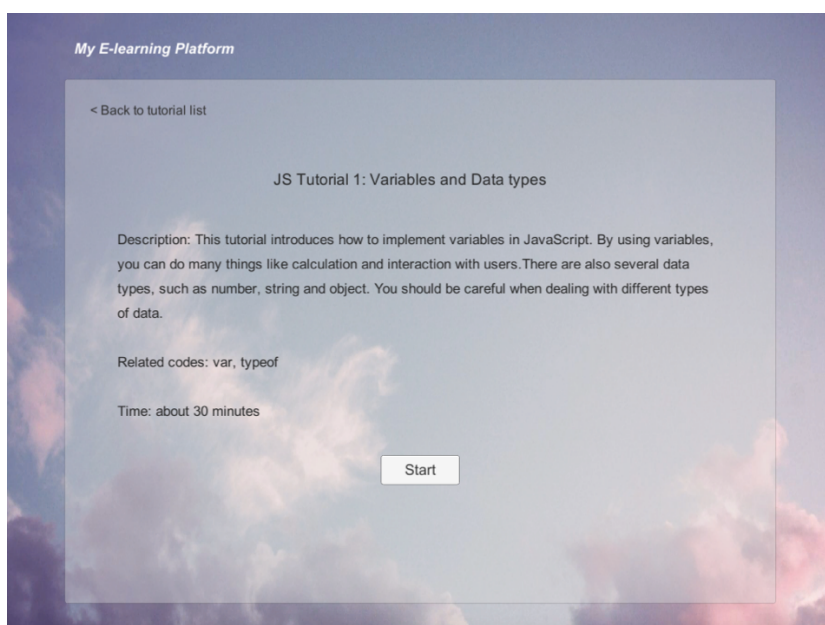 My E-learning Platform
< Back to tutorial list
JS Tutorial 1: Variables and Data types
Description: This tutorial introduces how to implement variables in JavaScript. By using variables,
you can do many things like calculation and interaction with users.There are also several data
types, such as number, string and object. You should be careful when dealing with different types
of data.
Related codes: var, typeof
Time: about 30 minutes
Start